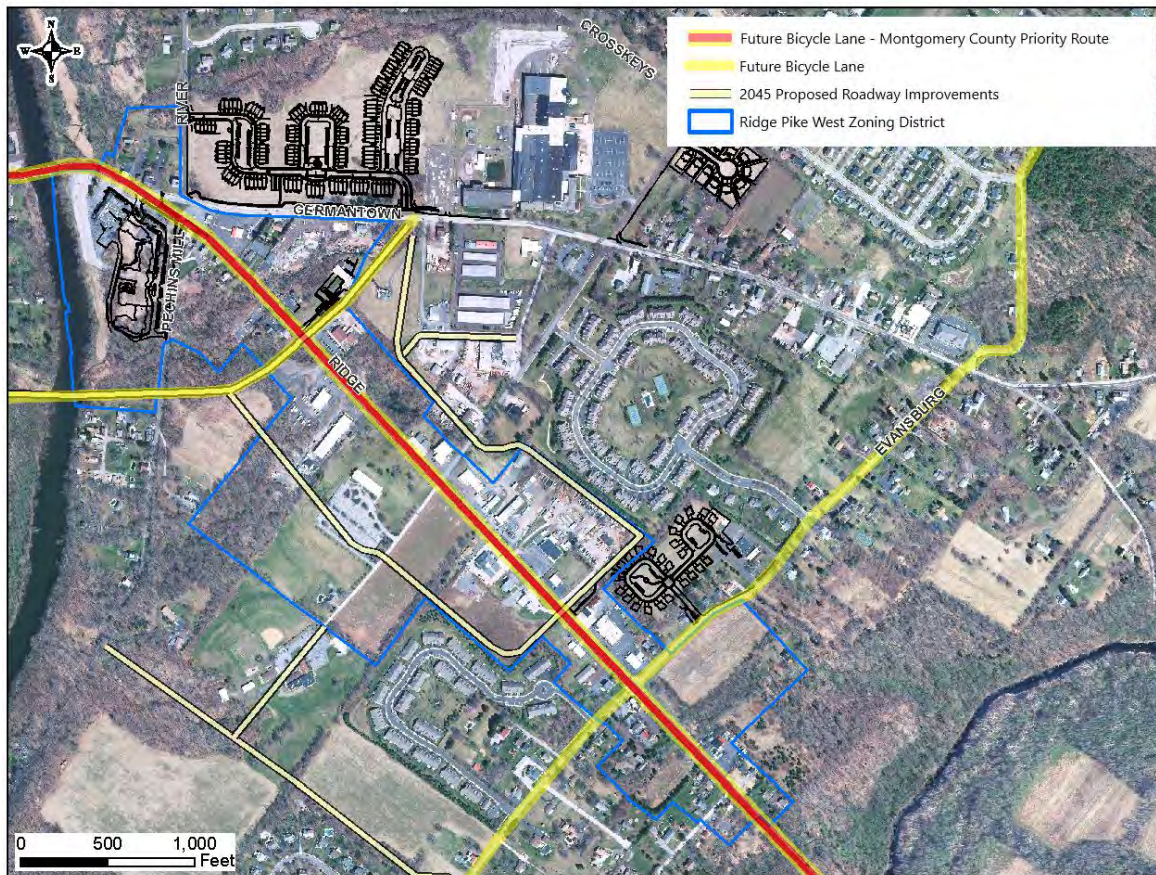 N
W E
S
RIVER
CROSSKEYS
Future Bicycle Lane - Montgomery County Priority Route
Future Bicycle Lane
2045 Proposed Roadway Improvements
Ridge Pike West Zoning District
GERMANTOWN
PECHINS MILL
RIDGE
EVANSBURG
0 500 1,000
Feet